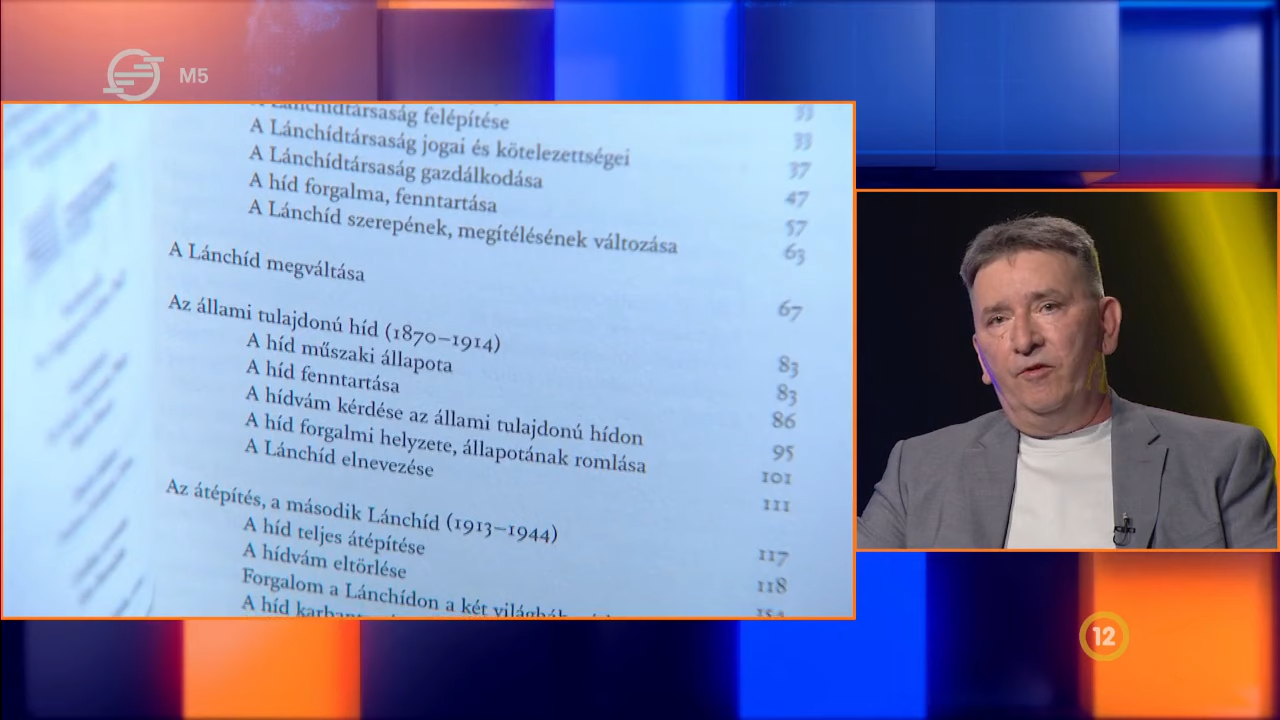 M5
33
Lánchídtársaság felépítése 33
A Lánchídtársaság jogai és kötelezettségei 37
A Lánchídtársaság gazdálkodása 47
A híd forgalma, fenntartása 57
A Lánchíd szerepének, megítélésének változása 63
A Lánchíd megváltása 67
Az állami tulajdonú híd (1870–1914) 83
A híd műszaki állapota 83
A híd fenntartása 86
A hídvám kérdése az állami tulajdonú hídon 95
A híd forgalmi helyzete, állapotának romlása 101
A Lánchíd elnevezése 111
Az átépítés, a második Lánchíd (1913–1944) 117
A híd teljes átépítése 118
A hídvám eltörlése
Forgalom a Lánchídon a két
A híd
12